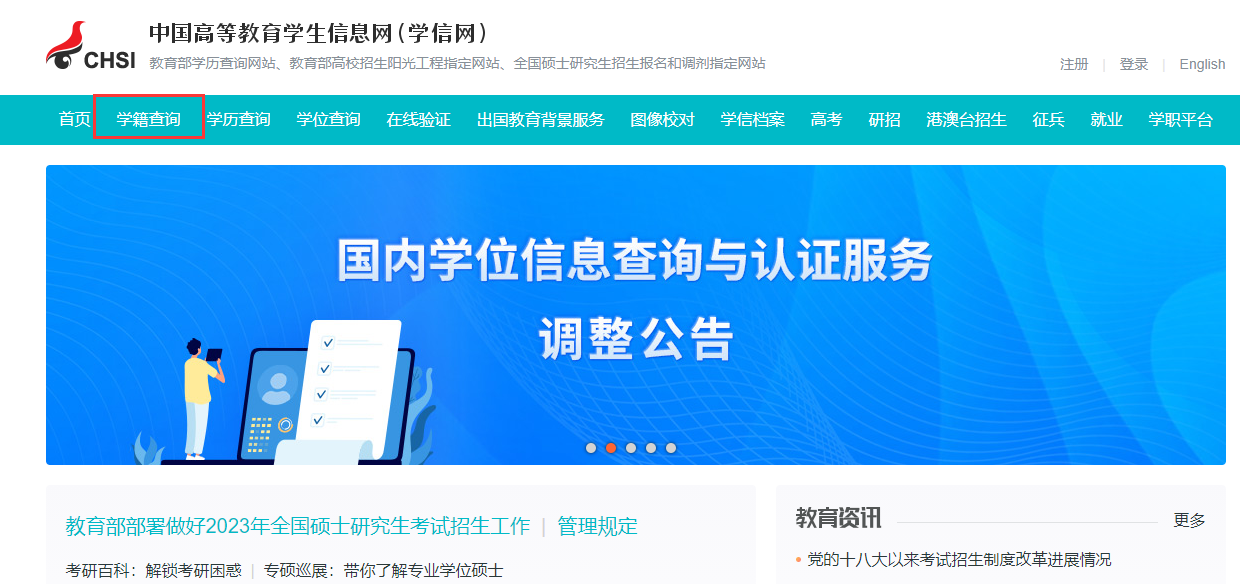 中国高等教育学生信息网(学信网)
CHSI
教育部学历查询网站、教育部高校招生阳光工程指定网站、全国硕士研究生招生报名和调剂指定网站
注册 | 登录 | English
首页 学籍查询 学历查询 学位查询 在线验证 出国教育背景服务 图像校对 学信档案 高考 研招 港澳台招生 征兵 就业 学职平台
国内学位信息查询与认证服务
调整公告
教育部部署做好2023年全国硕士研究生考试招生工作 | 管理规定
考研百科:解锁考研困惑 | 专硕巡展:带你了解专业学位硕士
教育资讯 更多
党的十八大以来考试招生制度改革进展情况